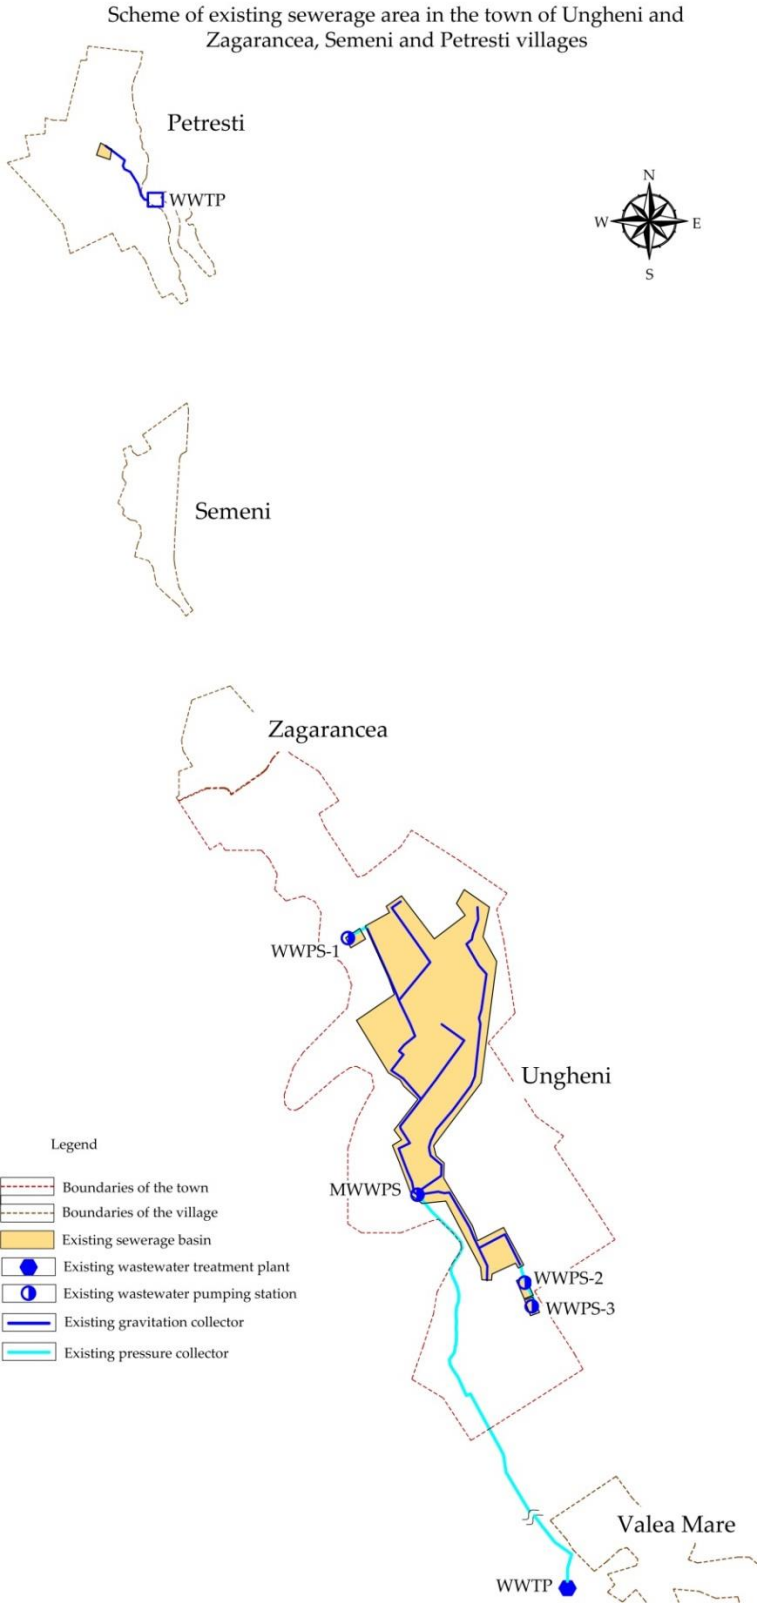 Scheme of existing sewerage area in the town of Ungheni and
Zagarancea, Semeni and Petresti villages
Petresti
WWTP
N
W
E
S
Semeni
Zagarancea
WWPS-1
Ungheni
Legend
MWWPS
Boundaries of the town
Boundaries of the village
Existing sewerage basin
Existing wastewater treatment plant
Existing wastewater pumping station
Existing gravitation collector
Existing pressure collector
WWPS-2
WWPS-3
Valea Mare
WWTP